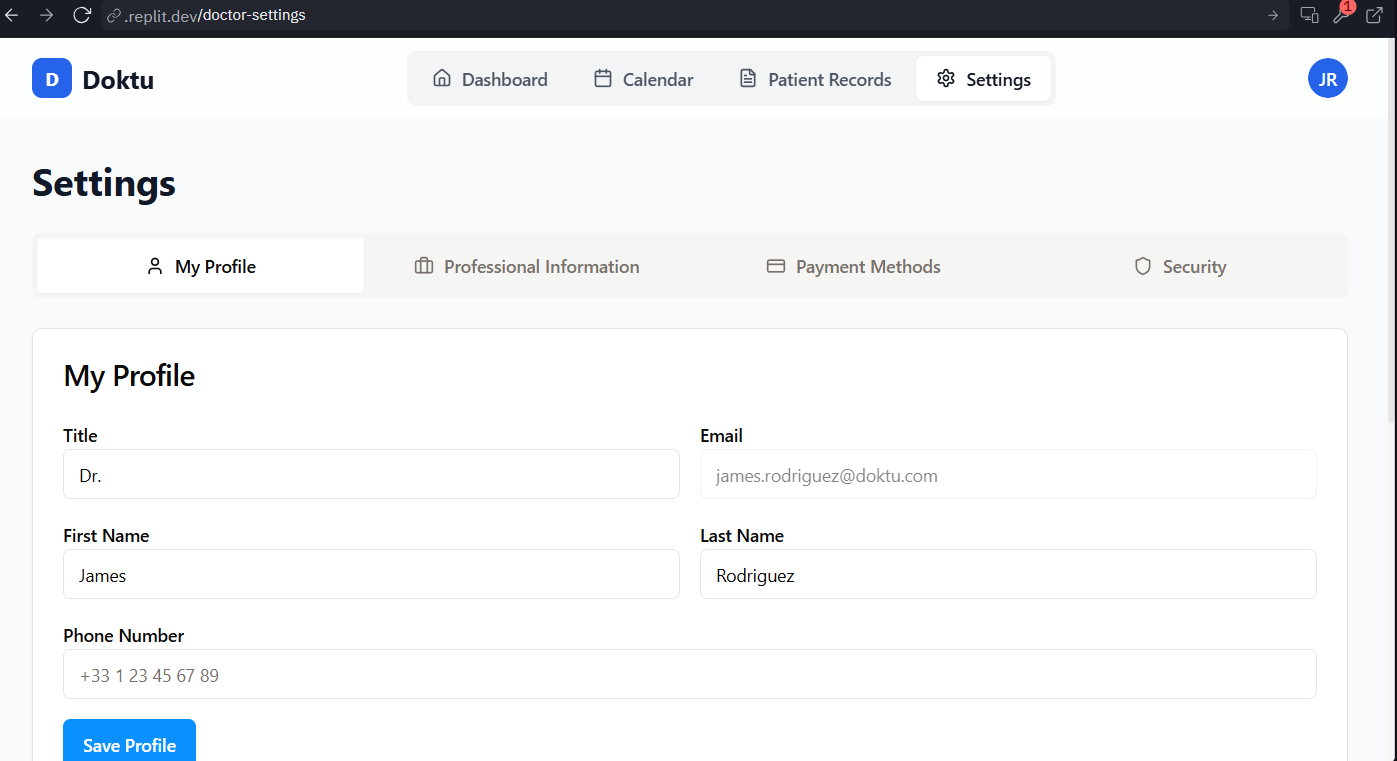 .replit.dev/doctor-settings
1
D Doktu Dashboard Calendar Patient Records Settings JR
Settings
My Profile Professional Information Payment Methods Security
My Profile
Title Email
Dr. james.rodriguez@doktu.com
First Name Last Name
James Rodriguez
Phone Number
+33 1 23 45 67 89
Save Profile